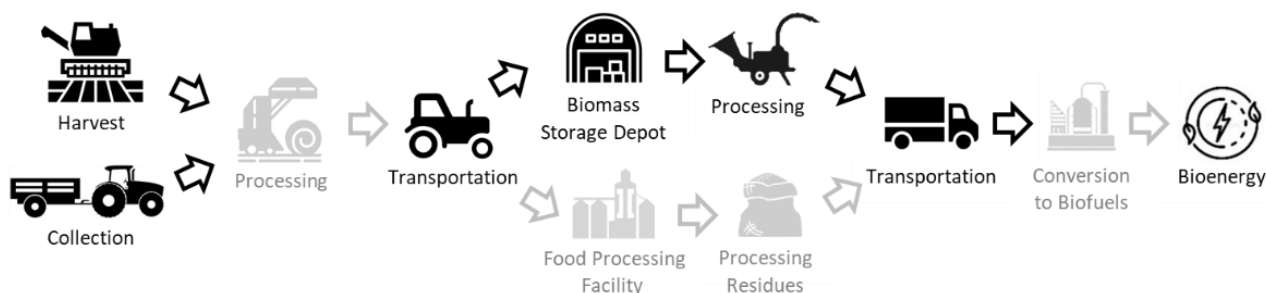 Harvest
Collection
Processing
Transportation
Biomass
Storage Depot
Processing
Food Processing
Facility
Processing
Residues
Transportation
Conversion
to Biofuels
Bioenergy